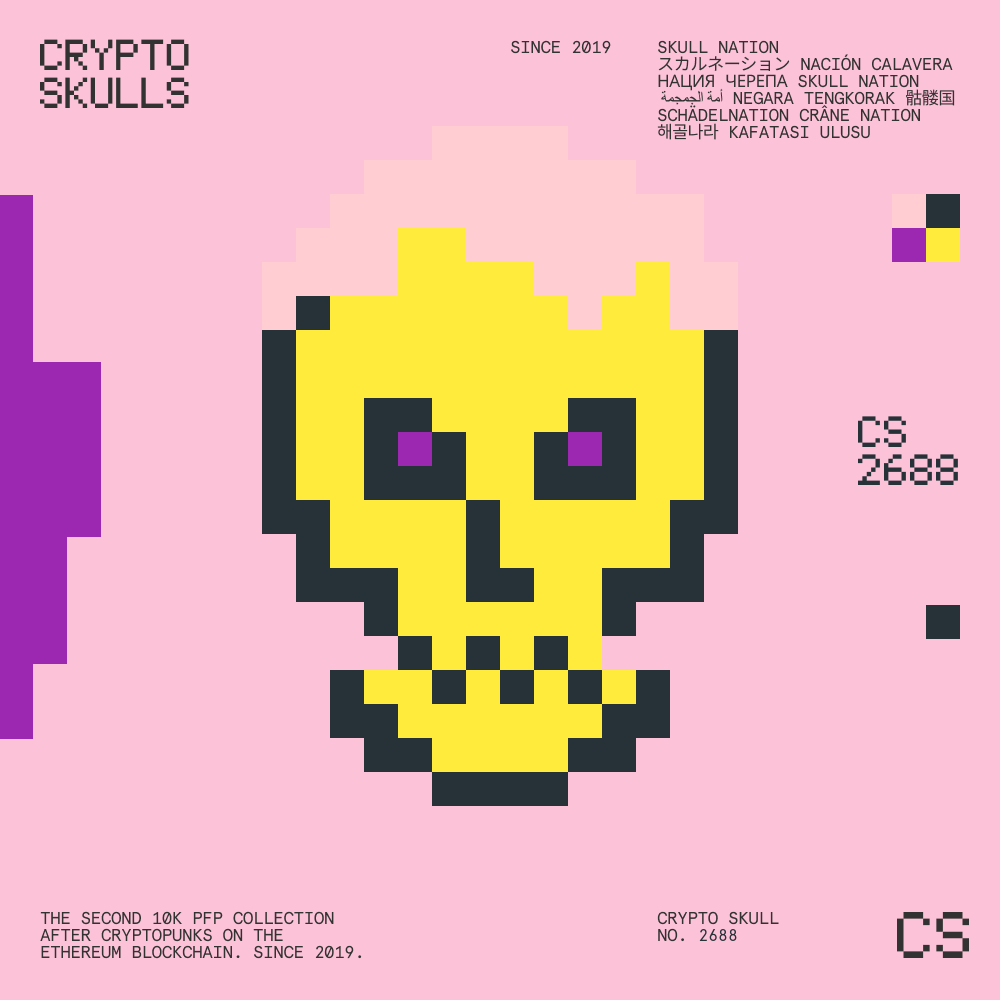 CRYPTO
SKULLS
SINCE 2019
SKULL NATION
スカルネーション NACIÓN CALAVERA
НАЦИЯ ЧЕРЕПА SKULL NATION
أمة الجمجمة NEGARA TENGKORAK 骷髅国
SCHÄDELNATION CRÂNE NATION
해골나라 KAFATASI ULUSU
CS
2688
THE SECOND 10K PFP COLLECTION
AFTER CRYPTOPUNKS ON THE
ETHEREUM BLOCKCHAIN. SINCE 2019.
CRYPTO SKULL
NO. 2688
CS